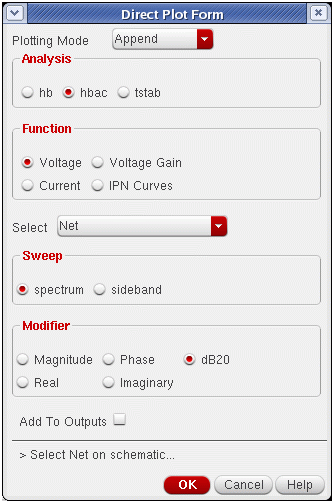 Direct Plot Form
Plotting Mode Append
Analysis
hb hbac tstab
Function
Voltage Voltage Gain
Current IPN Curves
Select Net
Sweep
spectrum sideband
Modifier
Magnitude Phase dB20
Real Imaginary
Add To Outputs
> Select Net on schematic...
OK Cancel Help